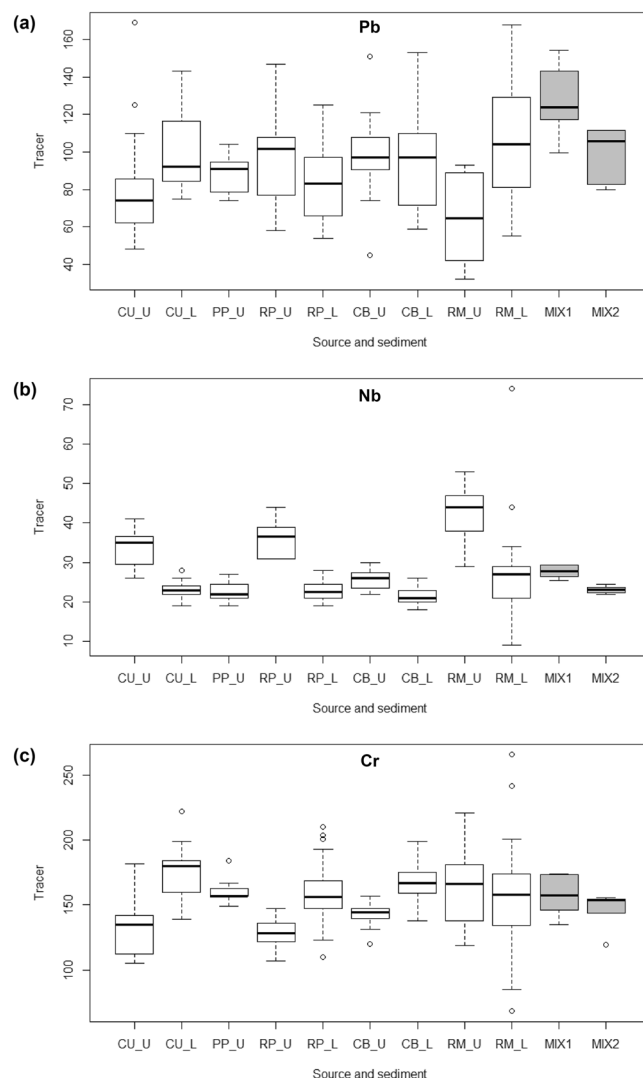 (a)
Pb
160
140
120
100
80
60
40
Tracer
CU_U CU_L PP_U RP_U RP_L CB_U CB_L RM_U RM_L MIX1 MIX2
Source and sediment
(b)
Nb
70
60
50
40
30
20
10
Tracer
CU_U CU_L PP_U RP_U RP_L CB_U CB_L RM_U RM_L MIX1 MIX2
Source and sediment
(c)
Cr
250
200
150
100
Tracer
CU_U CU_L PP_U RP_U RP_L CB_U CB_L RM_U RM_L MIX1 MIX2
Source and sediment